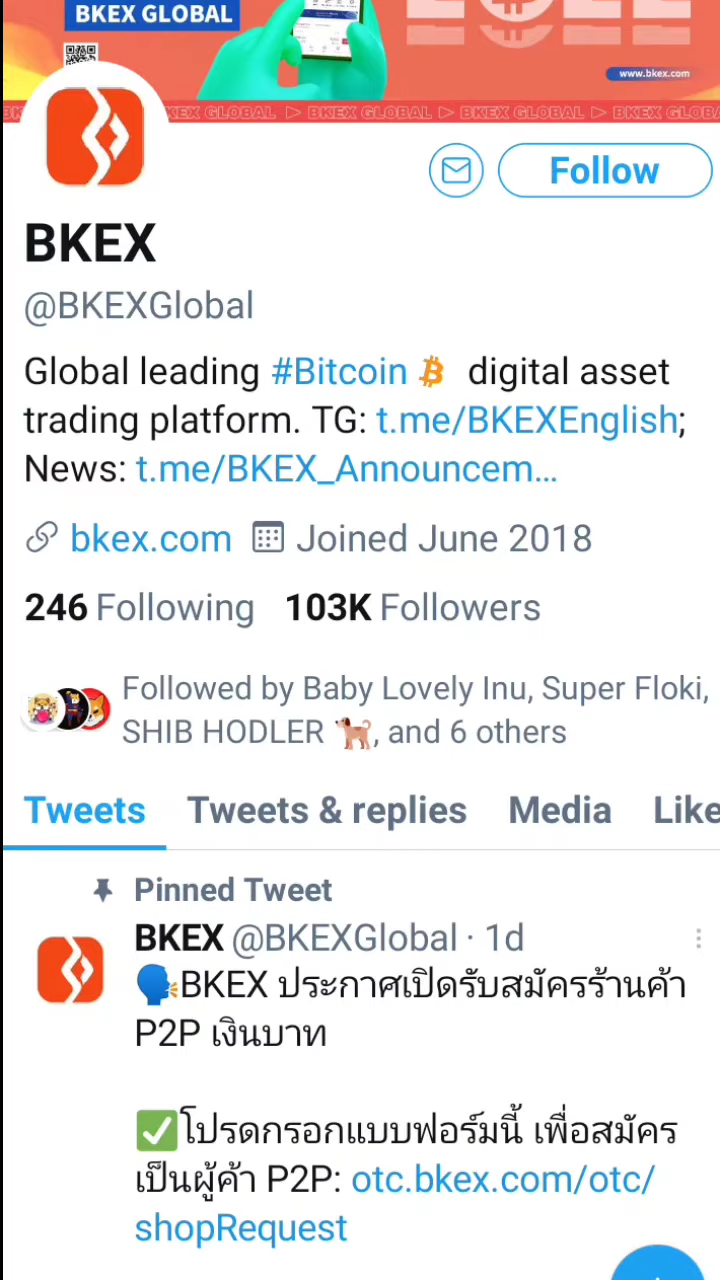 BKEX GLOBAL
www.bkex.com
BKEX GLOBAL ▷ BKEX GLOBAL ▷ BKEX GLOBAL ▷ BKEX GLOBA
Follow
BKEX
@BKEXGlobal
Global leading #Bitcoin digital asset
trading platform. TG: t.me/BKEXEnglish;
News: t.me/BKEX_Announcem…
bkex.com Joined June 2018
246 Following 103K Followers
Followed by Baby Lovely Inu, Super Floki,
SHIB HODLER 🐕, and 6 others
Tweets Tweets & replies Media Like
Pinned Tweet
BKEX @BKEXGlobal · 1d
🗣️BKEX ประกาศเปิดรับสมัครร้านค้า
P2P เงินบาท
✅โปรดกรอกแบบฟอร์มนี้ เพื่อสมัคร
เป็นผู้ค้า P2P: otc.bkex.com/otc/
shopRequest